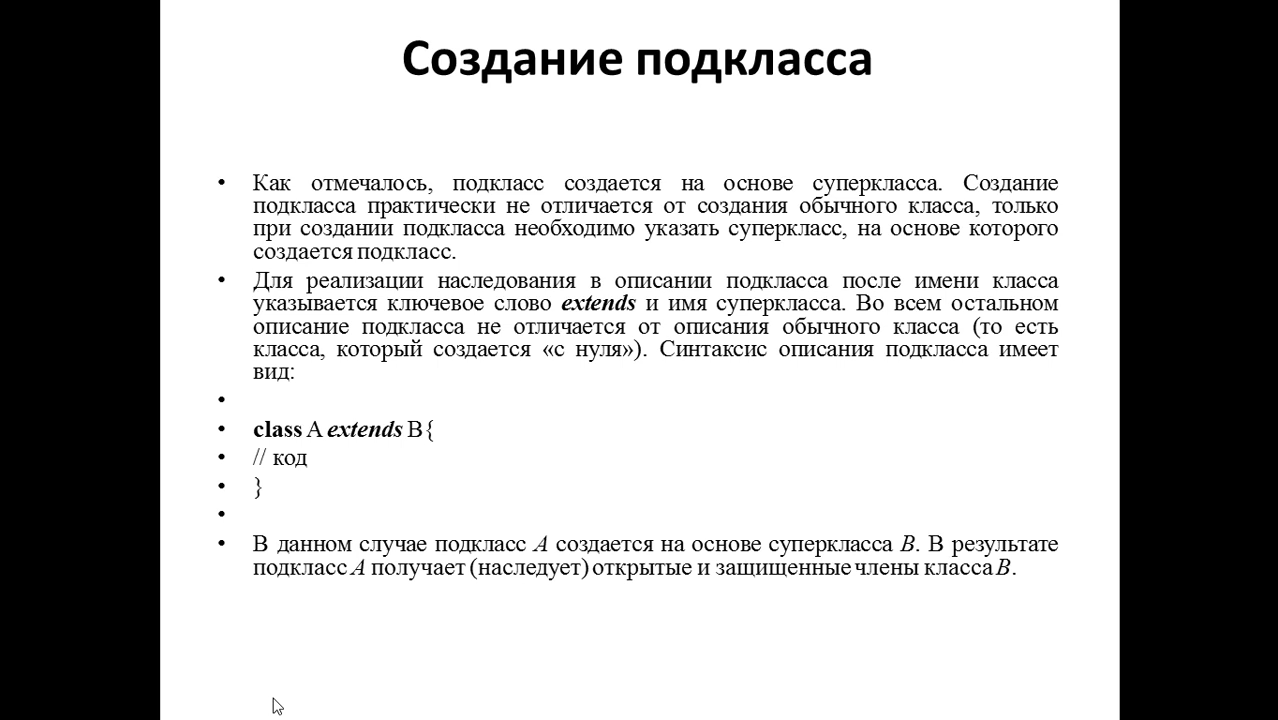 Создание подкласса
• Как отмечалось, подкласс создается на основе суперкласса. Создание
подкласса практически не отличается от создания обычного класса, только
при создании подкласса необходимо указать суперкласс, на основе которого
создается подкласс.
• Для реализации наследования в описании подкласса после имени класса
указывается ключевое слово extends и имя суперкласса. Во всем остальном
описание подкласса не отличается от описания обычного класса (то есть
класса, который создается «с нуля»). Синтаксис описания подкласса имеет
вид:
•
• class A extends B{
• // код
• }
•
• В данном случае подкласс A создается на основе суперкласса B. В результате
подкласс A получает (наследует) открытые и защищенные члены класса B.